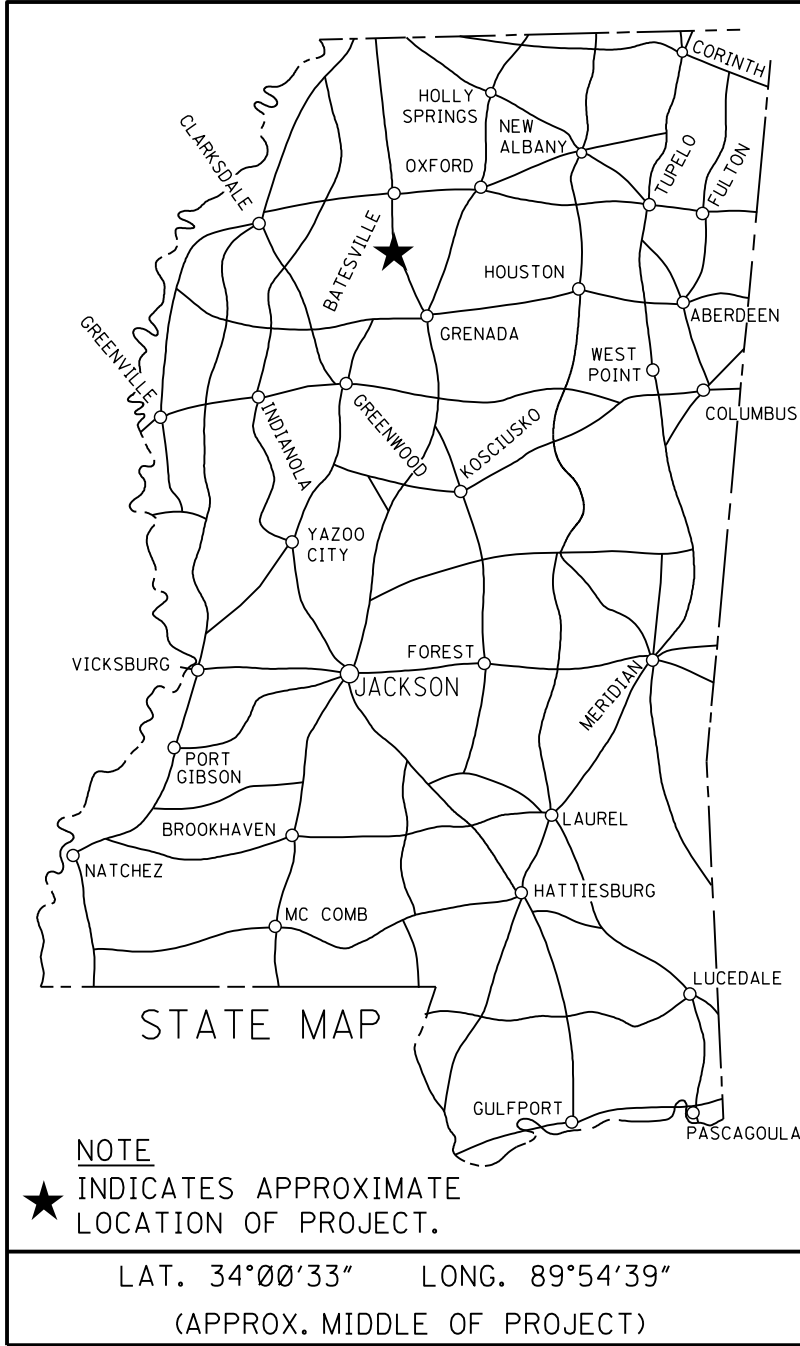 CORINTH
HOLLY
SPRINGS
NEW
ALBANY
CLARKSDALE
OXFORD
TUPELO
FULTON
BATESVILLE
HOUSTON
ABERDEEN
GREENVILLE
GRENADA
WEST
POINT
COLUMBUS
INDIANOLA
GREENWOOD
KOSCIUSKO
YAZOO
CITY
VICKSBURG
FOREST
JACKSON
MERIDIAN
PORT
GIBSON
BROOKHAVEN
LAUREL
NATCHEZ
HATTIESBURG
MC COMB
LUCEDALE
STATE MAP
GULFPORT
PASCAGOULA
NOTE
INDICATES APPROXIMATE
LOCATION OF PROJECT.
LAT. 34°00'33" LONG. 89°54'39"
(APPROX. MIDDLE OF PROJECT)